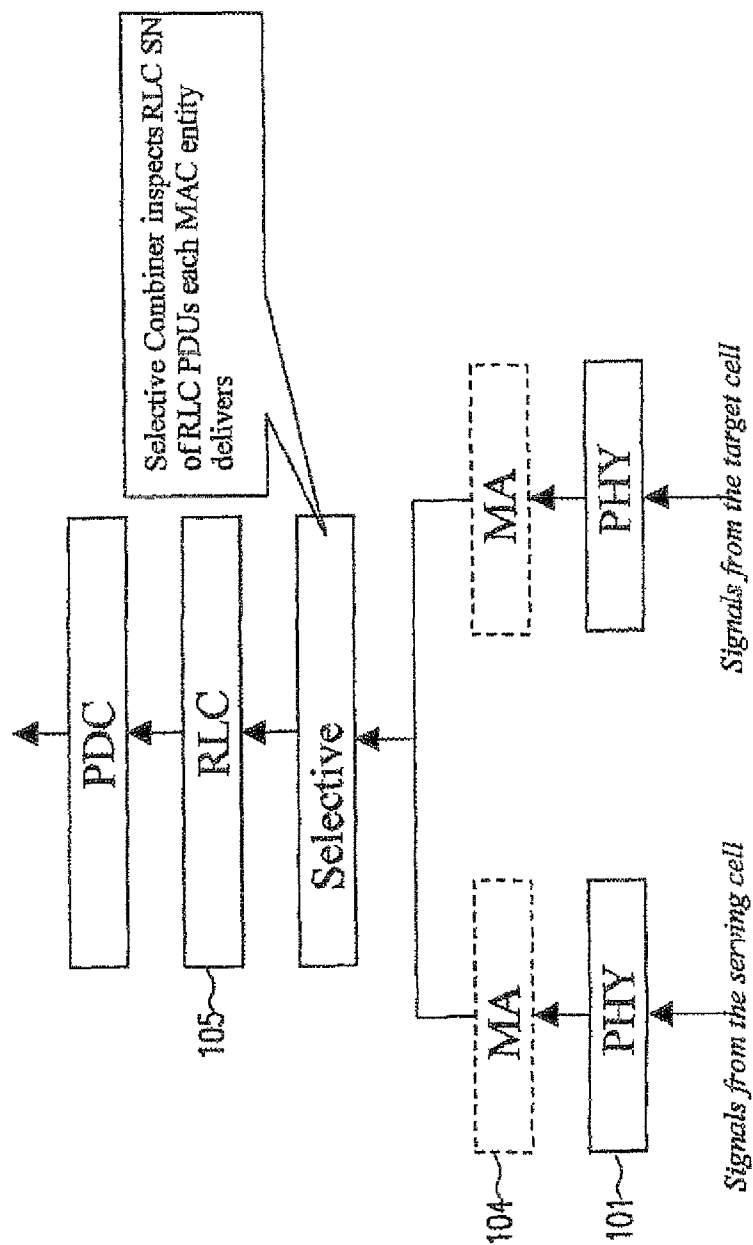 PDC
RLC
105
Selective
Selective Combiner inspects RLC SN
of RLC PDUs each MAC entity
delivers
MA
MA
104
PHY
PHY
101
Signals from the serving cell
Signals from the target cell